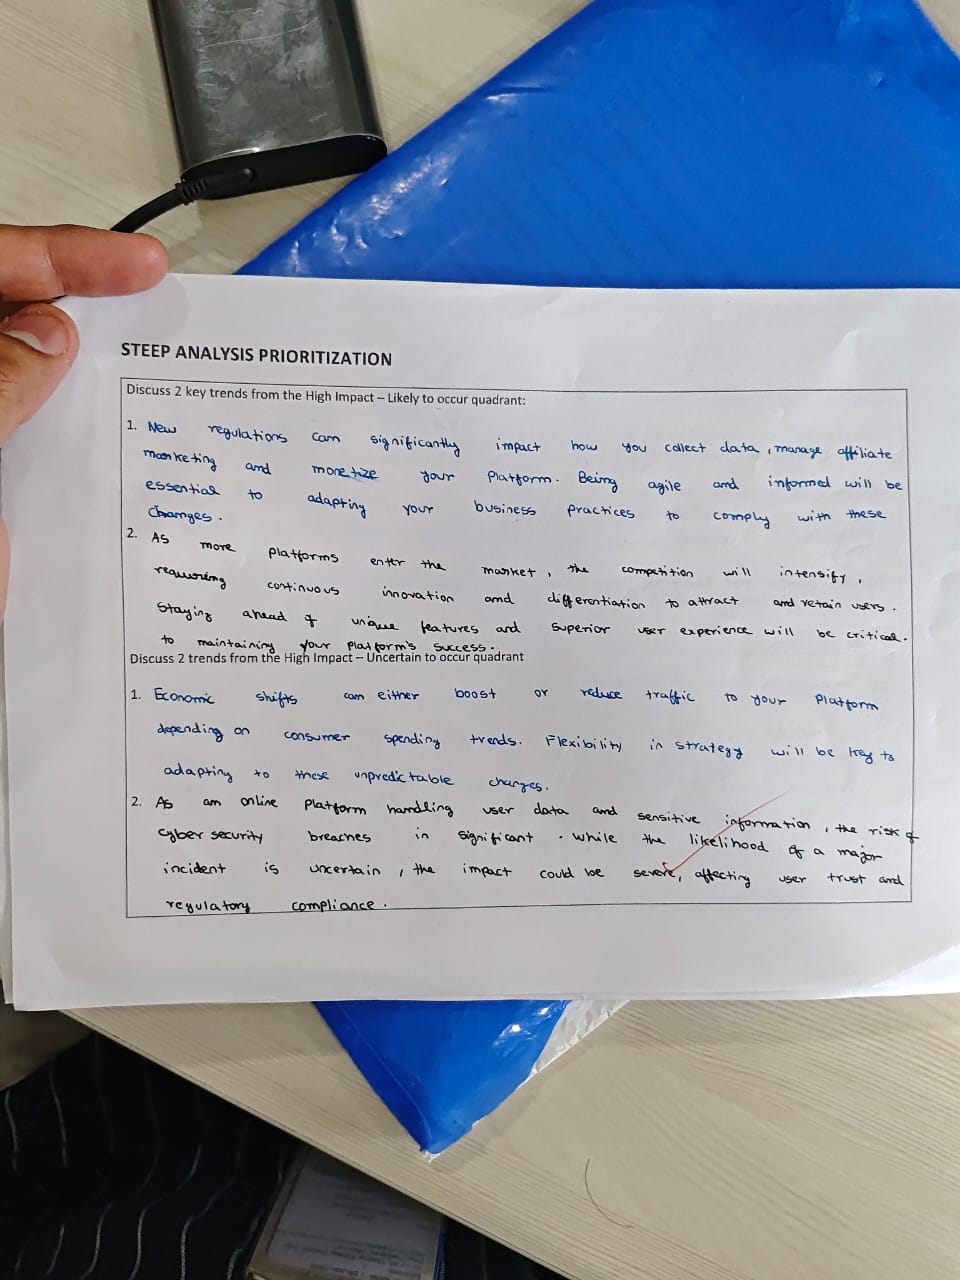 STEEP ANALYSIS PRIORITIZATION
Discuss 2 key trends from the High Impact – Likely to occur quadrant:
1. New regulations can significantly impact how you collect data, manage affiliate
marketing and monetize your Platform. Being agile and informed will be
essential to adapting your business practices to comply with these
changes.
2. As more platforms enter the market, the competition will intensify,
requiring continuous innovation and differentiation to attract and retain users.
Staying ahead of unique features and superior user experience will be critical.
to maintaining your platform's success.
Discuss 2 trends from the High Impact – Uncertain to occur quadrant
1. Economic shifts can either boost or reduce traffic to your Platform
depending on consumer spending trends. Flexibility in strategy will be key to
adapting to these unpredictable changes.
2. As an online Platform handling user data and sensitive information, the risk of
cyber security breaches in significant. while the likelihood of a major
incident is uncertain, the impact could be severe, affecting user trust and
regulatory compliance.